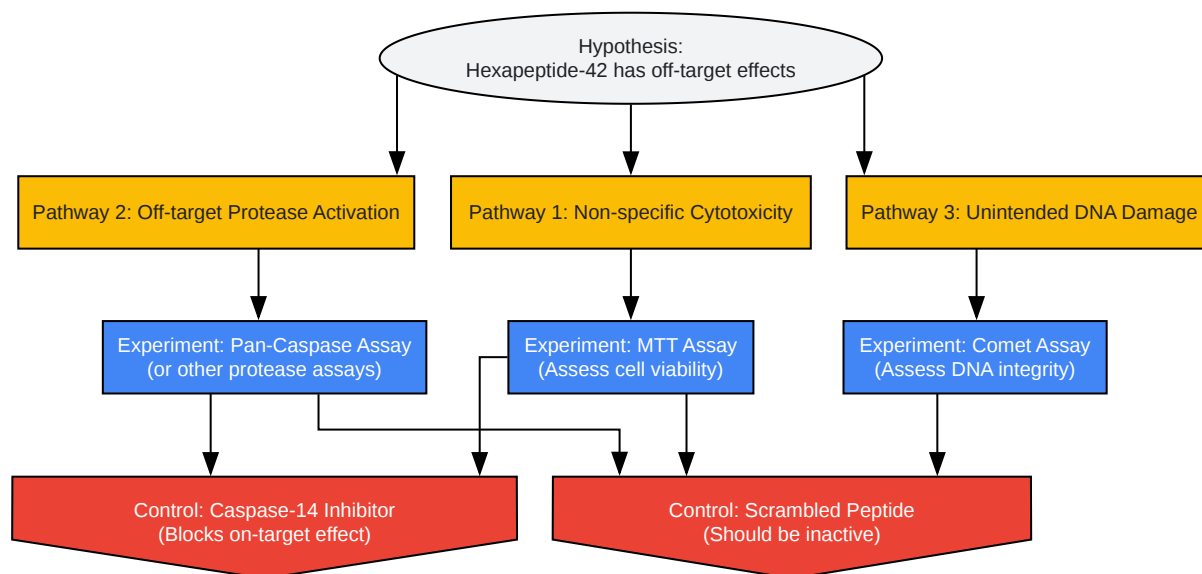 Hypothesis:
Hexapeptide-42 has off-target effects
Pathway 2: Off-target Protease Activation
Pathway 1: Non-specific Cytotoxicity
Pathway 3: Unintended DNA Damage
Experiment: Pan-Caspase Assay
(or other protease assays)
Experiment: MTT Assay
(Assess cell viability)
Experiment: Comet Assay
(Assess DNA integrity)
Control: Caspase-14 Inhibitor
(Blocks on-target effect)
Control: Scrambled Peptide
(Should be inactive)